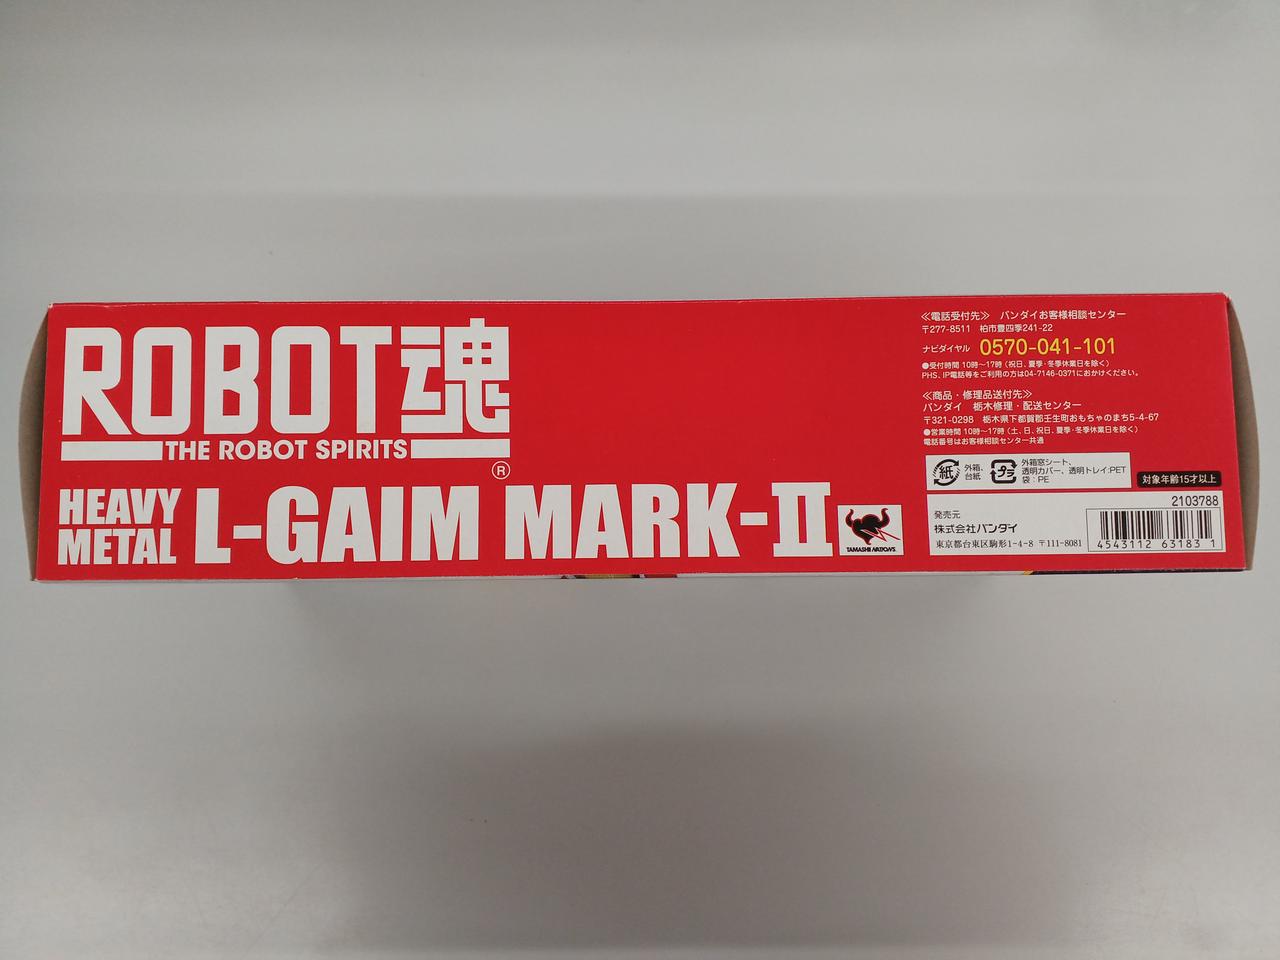 ROBOT魂
THE ROBOT SPIRITS
®
HEAVY
METAL
L-GAIM MARK-II
TAMASHII NATIONS
≪電話受付先≫ バンダイお客様相談センター
〒277-8511 柏市豊四季241-22
ナビダイヤル 0570-041-101
●受付時間 10時〜17時(祝日、夏季・冬季休業日を除く)
PHS、IP電話等をご利用の方は04-7146-0371におかけください。
≪商品・修理品送付先≫
バンダイ 栃木修理・配送センター
〒321-0298 栃木県下都賀郡壬生町おもちゃのまち5-4-67
●営業時間 10時〜17時(土、日、祝日、夏季・冬季休業日を除く)
電話番号はお客様相談センター共通
紙
外箱、
台紙
プラ
外箱窓シート、
透明カバー、透明トレイ:PET
袋:PE
対象年齢15才以上
発売元
株式会社バンダイ
東京都台東区駒形1-4-8 〒111-8081
2103788
4543112 63183 1